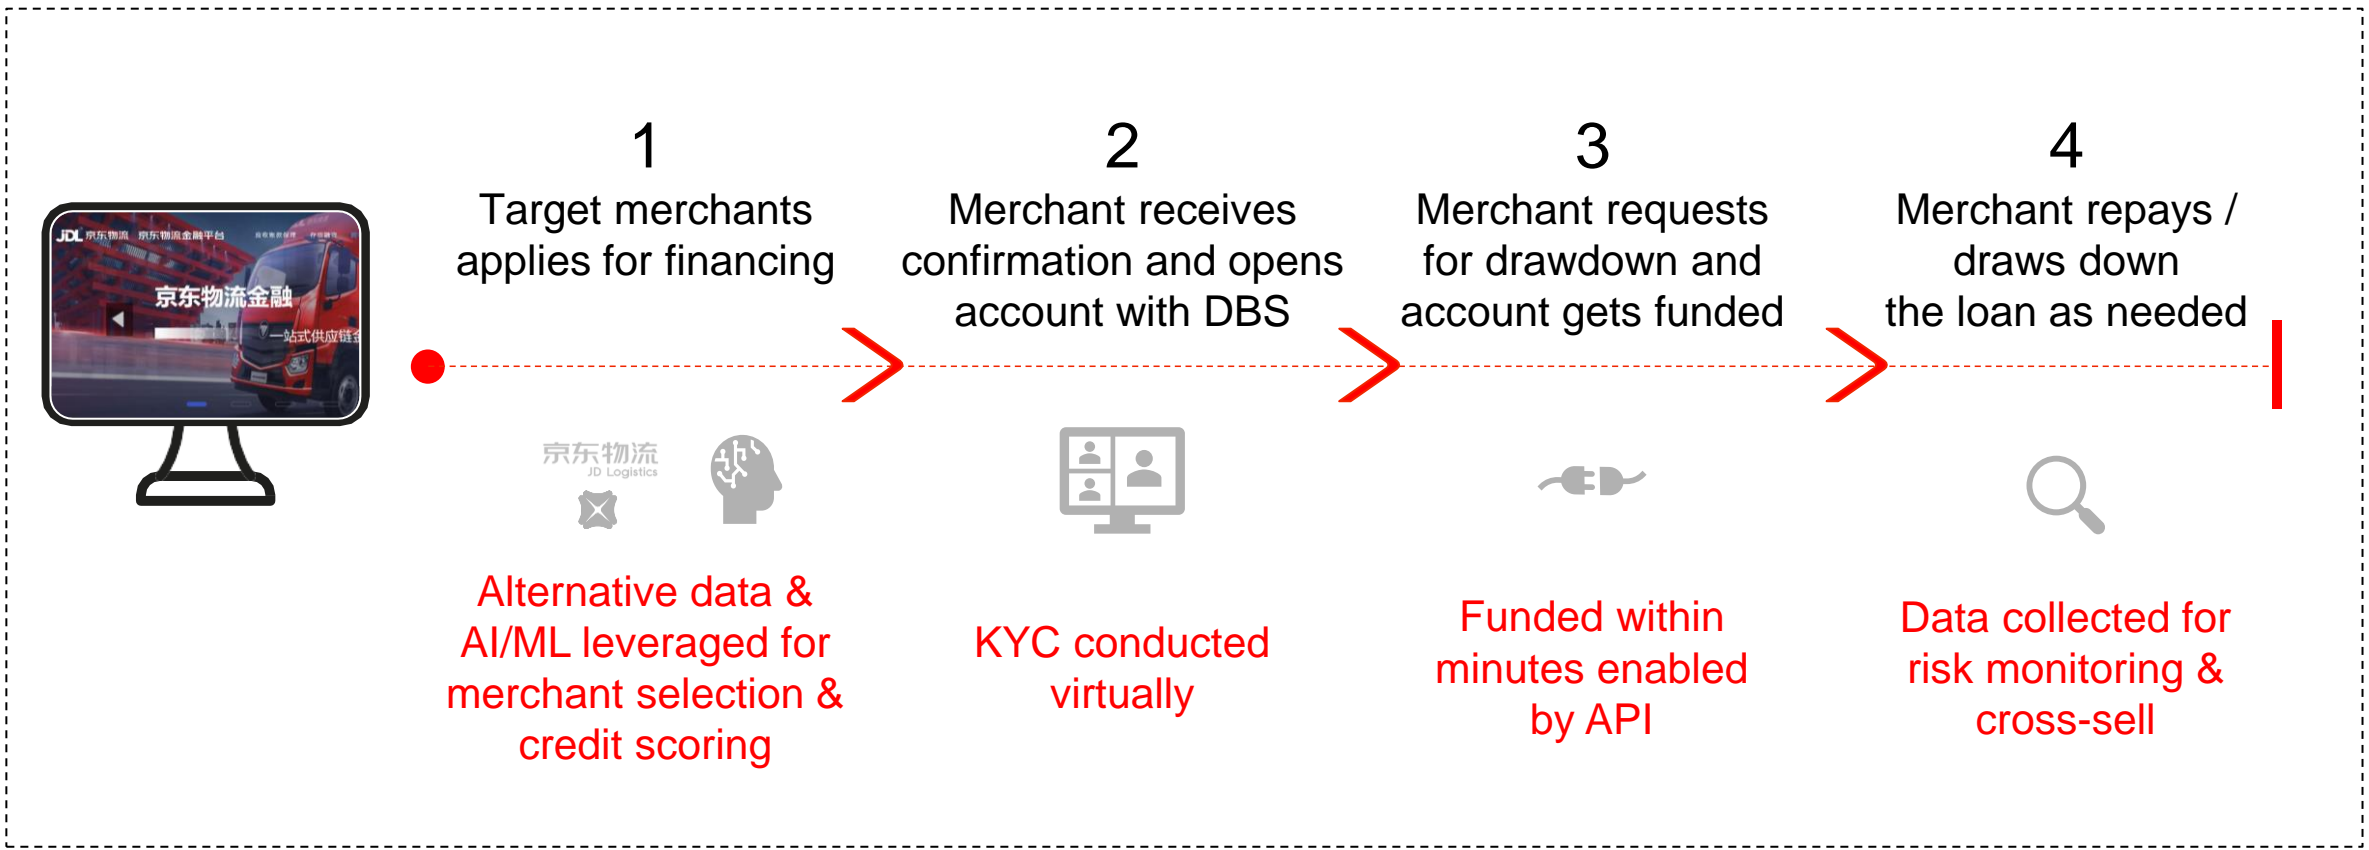 JDL 京东物流 京东物流金融平台
京东物流金融
一站式供应链金
1
Target merchants
applies for financing
2
Merchant receives
confirmation and opens
account with DBS
3
Merchant requests
for drawdown and
account gets funded
4
Merchant repays /
draws down
the loan as needed
京东物流
JD Logistics
Alternative data &
AI/ML leveraged for
merchant selection &
credit scoring
KYC conducted
virtually
Funded within
minutes enabled
by API
Data collected for
risk monitoring &
cross-sell